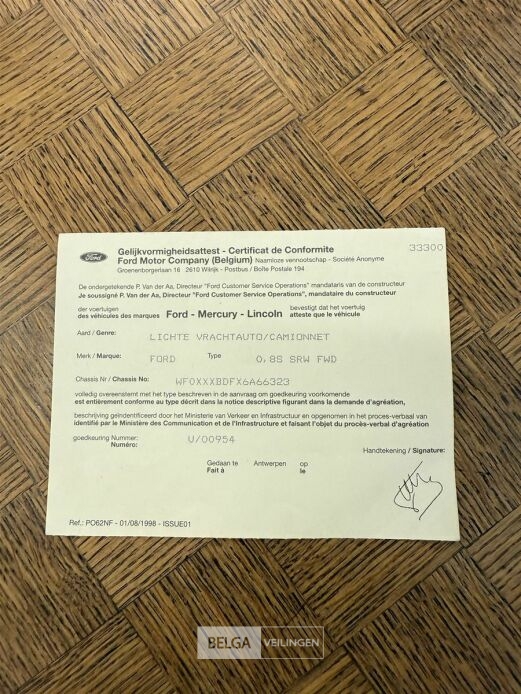 Ford
Gelijkvormigheidsattest - Certificat de Conformite
33300
Ford Motor Company (Belgium) Naamloze vennootschap - Société Anonyme
Groenenborgerlaan 16 2610 Wilrijk - Postbus / Boîte Postale 194
De ondergetekende P. Van der Aa, Directeur "Ford Customer Service Operations" mandataris van de constructeur
Je soussigné P. Van der Aa, Directeur "Ford Customer Service Operations", mandataire du constructeur
der voertuigen
des véhicules des marques
Ford - Mercury - Lincoln
bevestigt dat het voertuig
atteste que le véhicule
Aard / Genre:
LICHTE VRACHTAUTO/CAMIONNET
Merk / Marque:
FORD
Type
0,8S SRW FWD
Chassis Nr / Chassis No:
WF0XXXBDFX6A66323
volledig overeenstemt met het type beschreven in de aanvraag om goedkeuring voorkomende
est entièrement conforme au type décrit dans la notice descriptive figurant dans la demande d'agréation,
beschrijving geïndentificeerd door het Ministerie van Verkeer en Infrastructuur en opgenomen in het proces-verbaal van
identifié par le Ministère des Communication et de l'Infrastructure et faisant l'objet du procès-verbal d'agréation
goedkeuring Nummer:
Numéro:
U/00954
Handtekening / Signature:
Gedaan te
Fait à
Antwerpen
op
le
Ref.: PO62NF - 01/08/1998 - ISSUE01
BELGA VEILINGEN